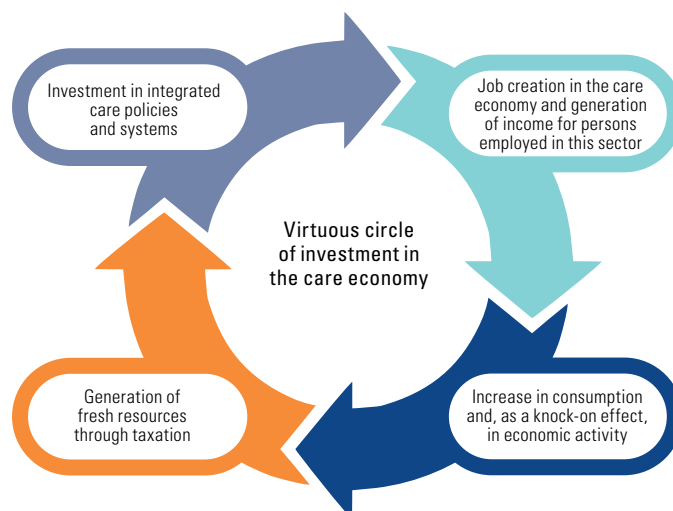 Investment in integrated
care policies
and systems
Job creation in the care
economy and generation
of income for persons
employed in this sector
Virtuous circle
of investment in
the care economy
Generation of
fresh resources
through taxation
Increase in consumption
and, as a knock-on effect,
in economic activity